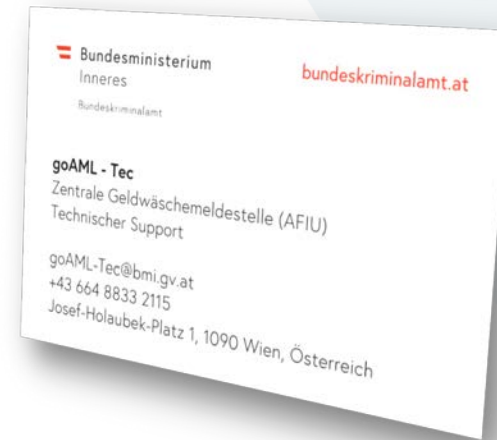 Bundesministerium
Inneres
Bundeskriminalamt
bundeskriminalamt.at
goAML - Tec
Zentrale Geldwäschemeldestelle (AFIU)
Technischer Support
goAML-Tec@bmi.gv.at
+43 664 8833 2115
Josef-Holaubek-Platz 1, 1090 Wien, Österreich